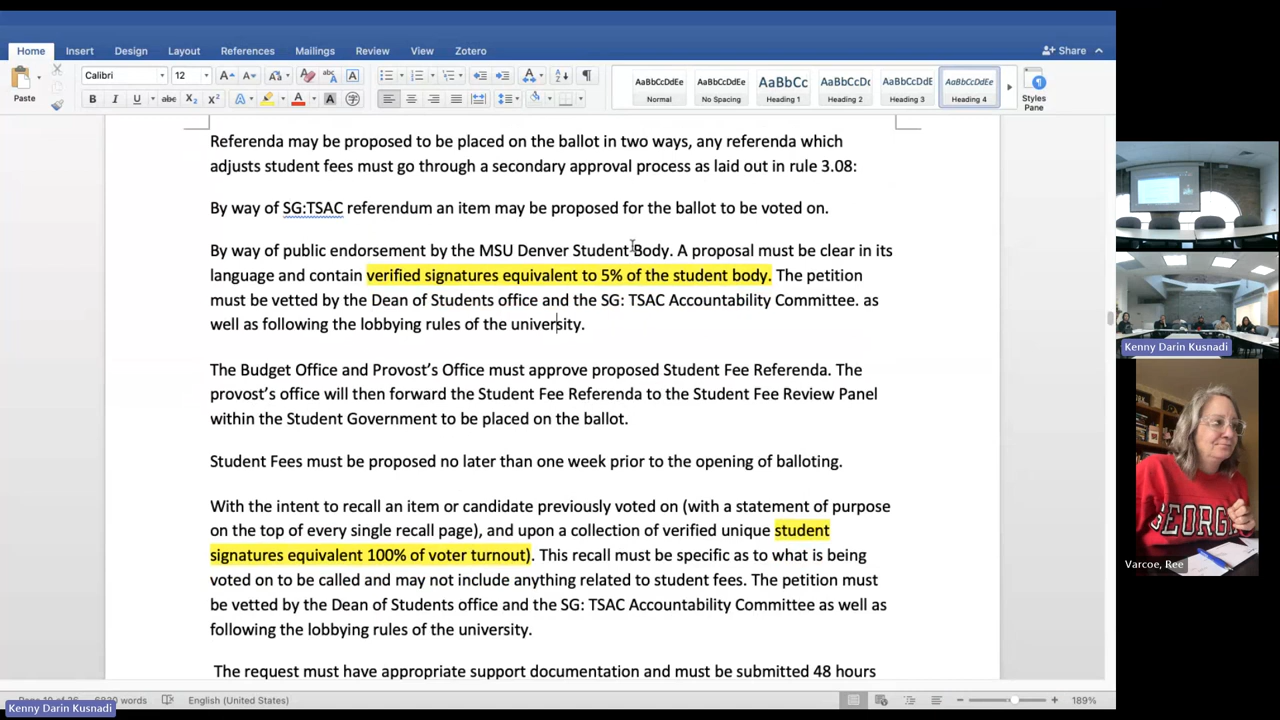 Home Insert Design Layout References Mailings Review View Zotero Share
Paste
Calibri 12
AaBbCcDdEe AaBbCcDdEe AaBbCc AaBbCcDc AaBbCcDdE AaBbCcDdEe
Normal No Spacing Heading 1 Heading 2 Heading 3 Heading 4 Styles Pane
Referenda may be proposed to be placed on the ballot in two ways, any referenda which
adjusts student fees must go through a secondary approval process as laid out in rule 3.08:
By way of SG:TSAC referendum an item may be proposed for the ballot to be voted on.
By way of public endorsement by the MSU Denver Student Body. A proposal must be clear in its
language and contain verified signatures equivalent to 5% of the student body. The petition
must be vetted by the Dean of Students office and the SG: TSAC Accountability Committee. as
well as following the lobbying rules of the university.
The Budget Office and Provost’s Office must approve proposed Student Fee Referenda. The
provost’s office will then forward the Student Fee Referenda to the Student Fee Review Panel
within the Student Government to be placed on the ballot.
Student Fees must be proposed no later than one week prior to the opening of balloting.
With the intent to recall an item or candidate previously voted on (with a statement of purpose
on the top of every single recall page), and upon a collection of verified unique student
signatures equivalent 100% of voter turnout). This recall must be specific as to what is being
voted on to be called and may not include anything related to student fees. The petition must
be vetted by the Dean of Students office and the SG: TSAC Accountability Committee as well as
following the lobbying rules of the university.
The request must have appropriate support documentation and must be submitted 48 hours
words English (United States) 189%
Kenny Darin Kusnadi
Kenny Darin Kusnadi
GEORG
Varcoe, Ree